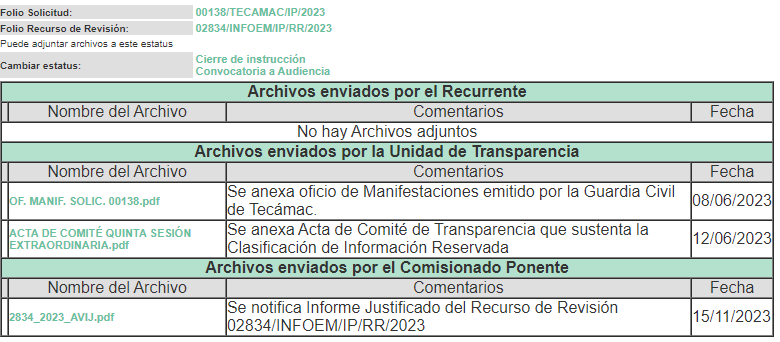 Folio Solicitud: 00138/TECAMAC/IP/2023
Folio Recurso de Revisión: 02834/INFOEM/IP/RR/2023
Puede adjuntar archivos a este estatus
Cambiar estatus: Cierre de instrucción
Convocatoria a Audiencia
Archivos enviados por el Recurrente
Nombre del Archivo Comentarios Fecha
No hay Archivos adjuntos
Archivos enviados por la Unidad de Transparencia
Nombre del Archivo Comentarios Fecha
OF. MANIF. SOLIC. 00138.pdf Se anexa oficio de Manifestaciones emitido por la Guardia Civil de Tecámac. 08/06/2023
ACTA DE COMITÉ QUINTA SESIÓN EXTRAORDINARIA.pdf Se anexa Acta de Comité de Transparencia que sustenta la Clasificación de Información Reservada 12/06/2023
Archivos enviados por el Comisionado Ponente
Nombre del Archivo Comentarios Fecha
2834_2023_AVIJ.pdf Se notifica Informe Justificado del Recurso de Revisión 02834/INFOEM/IP/RR/2023 15/11/2023